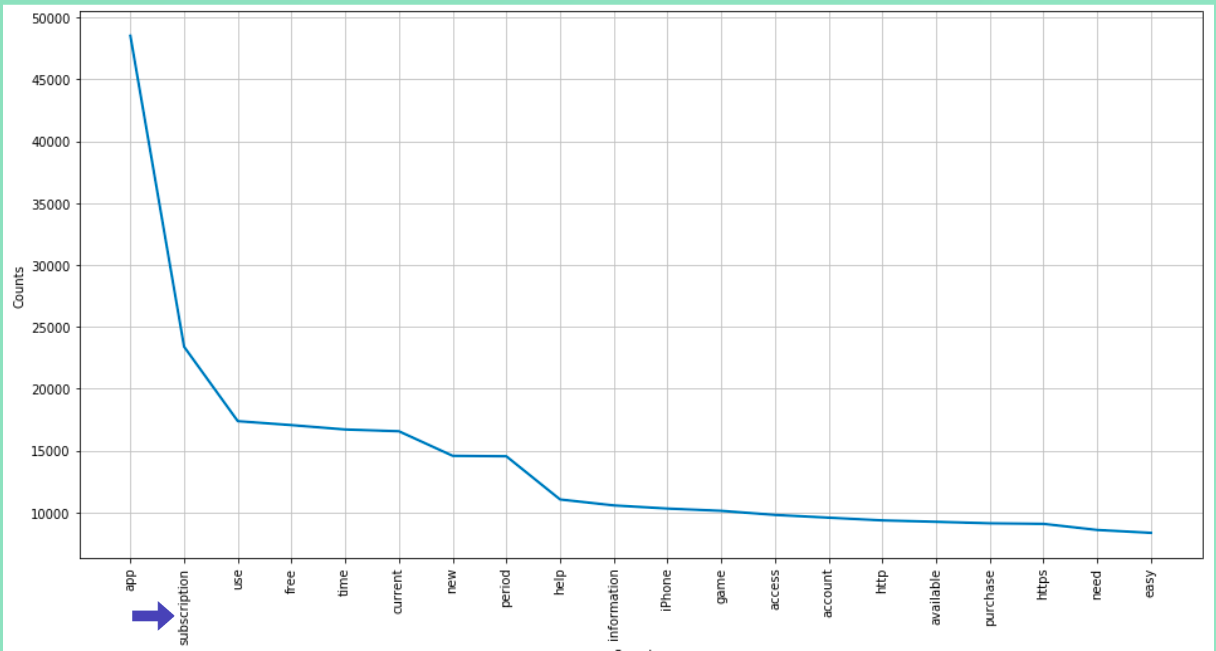 50000
45000
40000
35000
30000
25000
20000
15000
10000
Counts
app
subscription
use
free
time
current
new
period
help
information
iPhone
game
access
account
http
available
purchase
https
need
easy